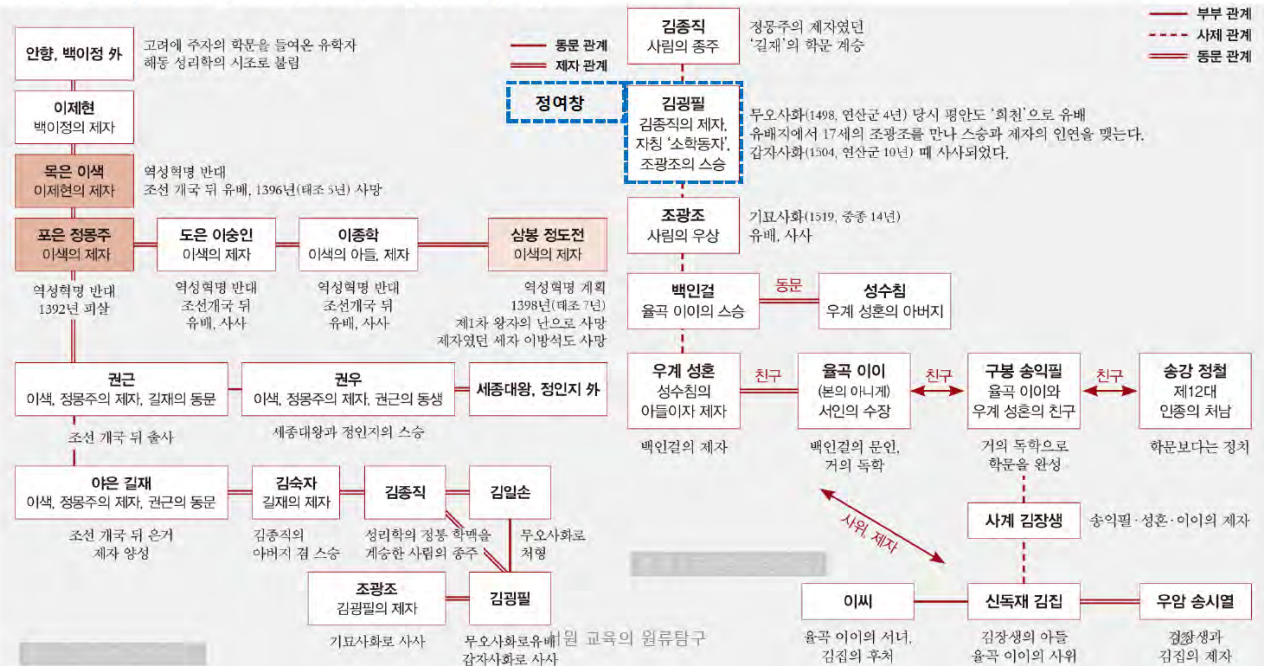 안향, 백이정 外
고려에 주자의 학문을 들여온 유학자
해동 성리학의 시조로 불림
동문 관계
제자 관계
이제현
백이정의 제자
목은 이색
이제현의 제자
역성혁명 반대
조선 개국 뒤 유배, 1396년(태조 5년) 사망
포은 정몽주
이색의 제자
도은 이숭인
이색의 제자
이종학
이색의 아들, 제자
삼봉 정도전
이색의 제자
역성혁명 반대
1392년 피살
역성혁명 반대
조선개국 뒤
유배, 사사
역성혁명 반대
조선개국 뒤
유배, 사사
역성혁명 계획
1398년(태조 7년)
제1차 왕자의 난으로 사망
제자였던 세자 이방석도 사망
권근
이색, 정몽주의 제자, 길재의 동문
권우
이색, 정몽주의 제자, 권근의 동생
세종대왕, 정인지 外
조선 개국 뒤 출사
세종대왕과 정인지의 스승
야은 길재
이색, 정몽주의 제자, 권근의 동문
김숙자
길재의 제자
김종직
김일손
조선 개국 뒤 은거
제자 양성
김종직의
아버지 겸 스승
성리학의 정통 학맥을
계승한 사림의 종주
무오사화로
처형
조광조
김굉필의 제자
김굉필
기묘사화로 사사
무오사화로유배
갑자사화로 사사
김종직
사림의 종주
정몽주의 제자였던
‘길재’의 학문 계승
부부 관계
사제 관계
동문 관계
정여창
김굉필
김종직의 제자,
자칭 ‘소학동자’,
조광조의 스승
무오사화(1498, 연산군 4년) 당시 평안도 ‘희천’으로 유배
유배지에서 17세의 조광조를 만나 스승과 제자의 인연을 맺는다.
갑자사화(1504, 연산군 10년) 때 사사되었다.
조광조
사림의 우상
기묘사화(1519, 중종 14년)
유배, 사사
백인걸
율곡 이이의 스승
동문
성수침
우계 성혼의 아버지
우계 성혼
성수침의
아들이자 제자
친구
율곡 이이
(본의 아니게)
서인의 수장
친구
구봉 송익필
율곡 이이와
우계 성혼의 친구
친구
송강 정철
제12대
인종의 처남
백인걸의 제자
백인걸의 문인,
거의 독학
거의 독학으로
학문을 완성
학문보다는 정치
사위, 제자
사계 김장생
송익필·성혼·이이의 제자
이씨
신독재 김집
우암 송시열
율곡 이이의 서녀,
김집의 후처
김장생의 아들
율곡 이이의 사위
김장생과
김집의 제자
교육의 원류탐구